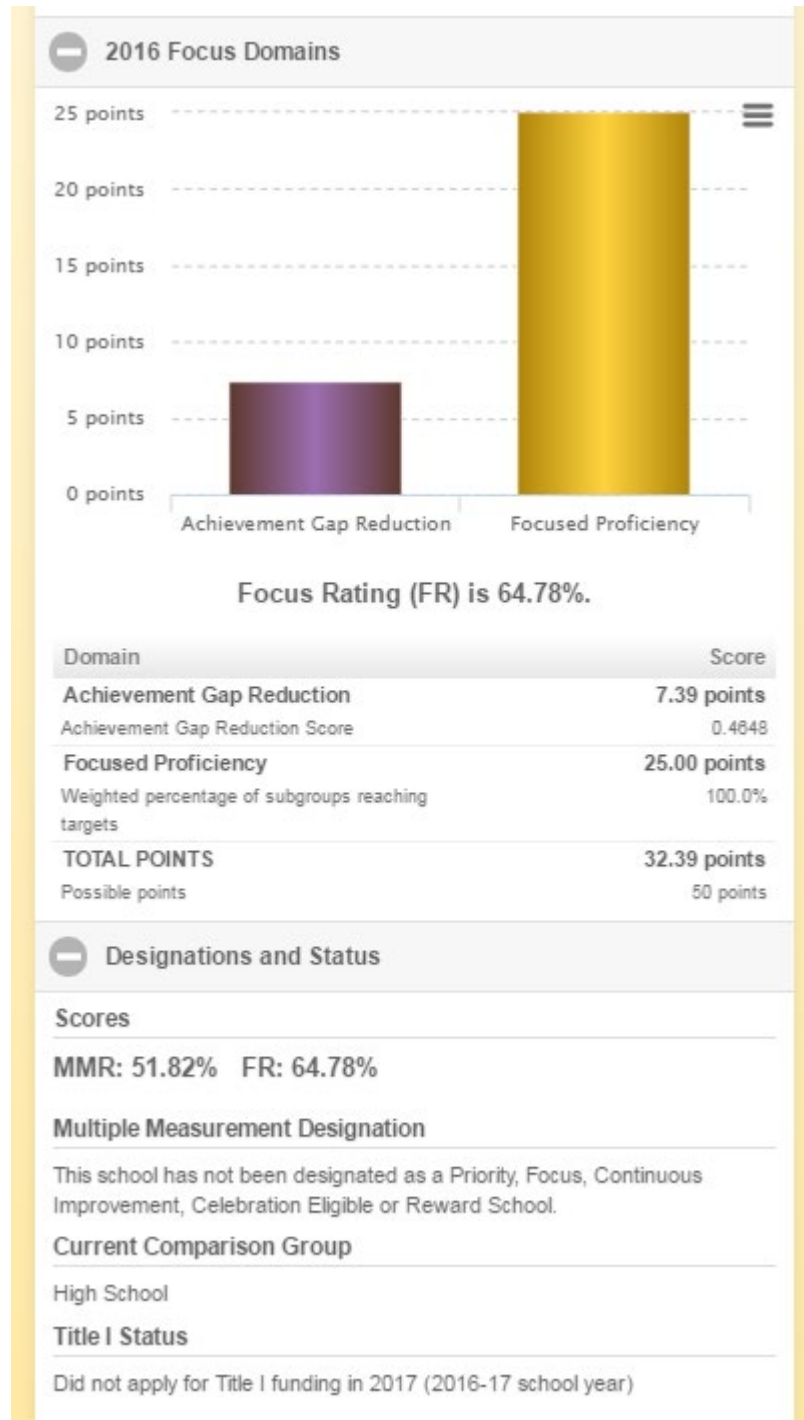 2016 Focus Domains
25 points
20 points
15 points
10 points
5 points
0 points
Achievement Gap Reduction Focused Proficiency
Focus Rating (FR) is 64.78%.
Domain Score
Achievement Gap Reduction 7.39 points
Achievement Gap Reduction Score 0.4648
Focused Proficiency 25.00 points
Weighted percentage of subgroups reaching 100.0%
targets
TOTAL POINTS 32.39 points
Possible points 50 points
Designations and Status
Scores
MMR: 51.82% FR: 64.78%
Multiple Measurement Designation
This school has not been designated as a Priority, Focus, Continuous
Improvement, Celebration Eligible or Reward School.
Current Comparison Group
High School
Title I Status
Did not apply for Title I funding in 2017 (2016-17 school year)